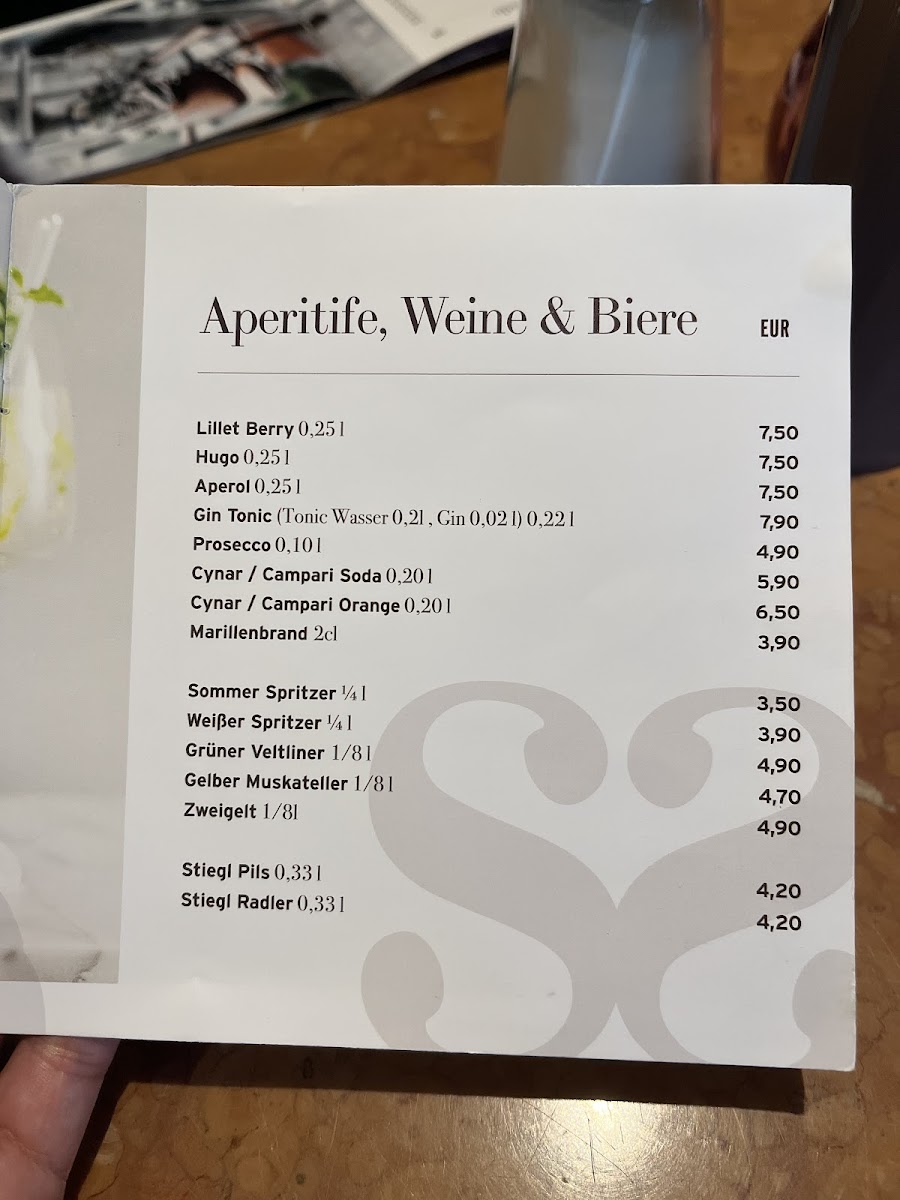 Aperitife, Weine & Biere EUR
Lillet Berry 0,25 l 7,50
Hugo 0,25 l 7,50
Aperol 0,25 l 7,50
Gin Tonic (Tonic Wasser 0,2l , Gin 0,02 l) 0,22 l 7,90
Prosecco 0,10 l 4,90
Cynar / Campari Soda 0,20 l 5,90
Cynar / Campari Orange 0,20 l 6,50
Marillenbrand 2cl 3,90
Sommer Spritzer ¼ l 3,50
Weißer Spritzer ¼ l 3,90
Grüner Veltliner 1/8 l 4,90
Gelber Muskateller 1/8 l 4,70
Zweigelt 1/8l 4,90
Stiegl Pils 0,33 l 4,20
Stiegl Radler 0,33 l 4,20